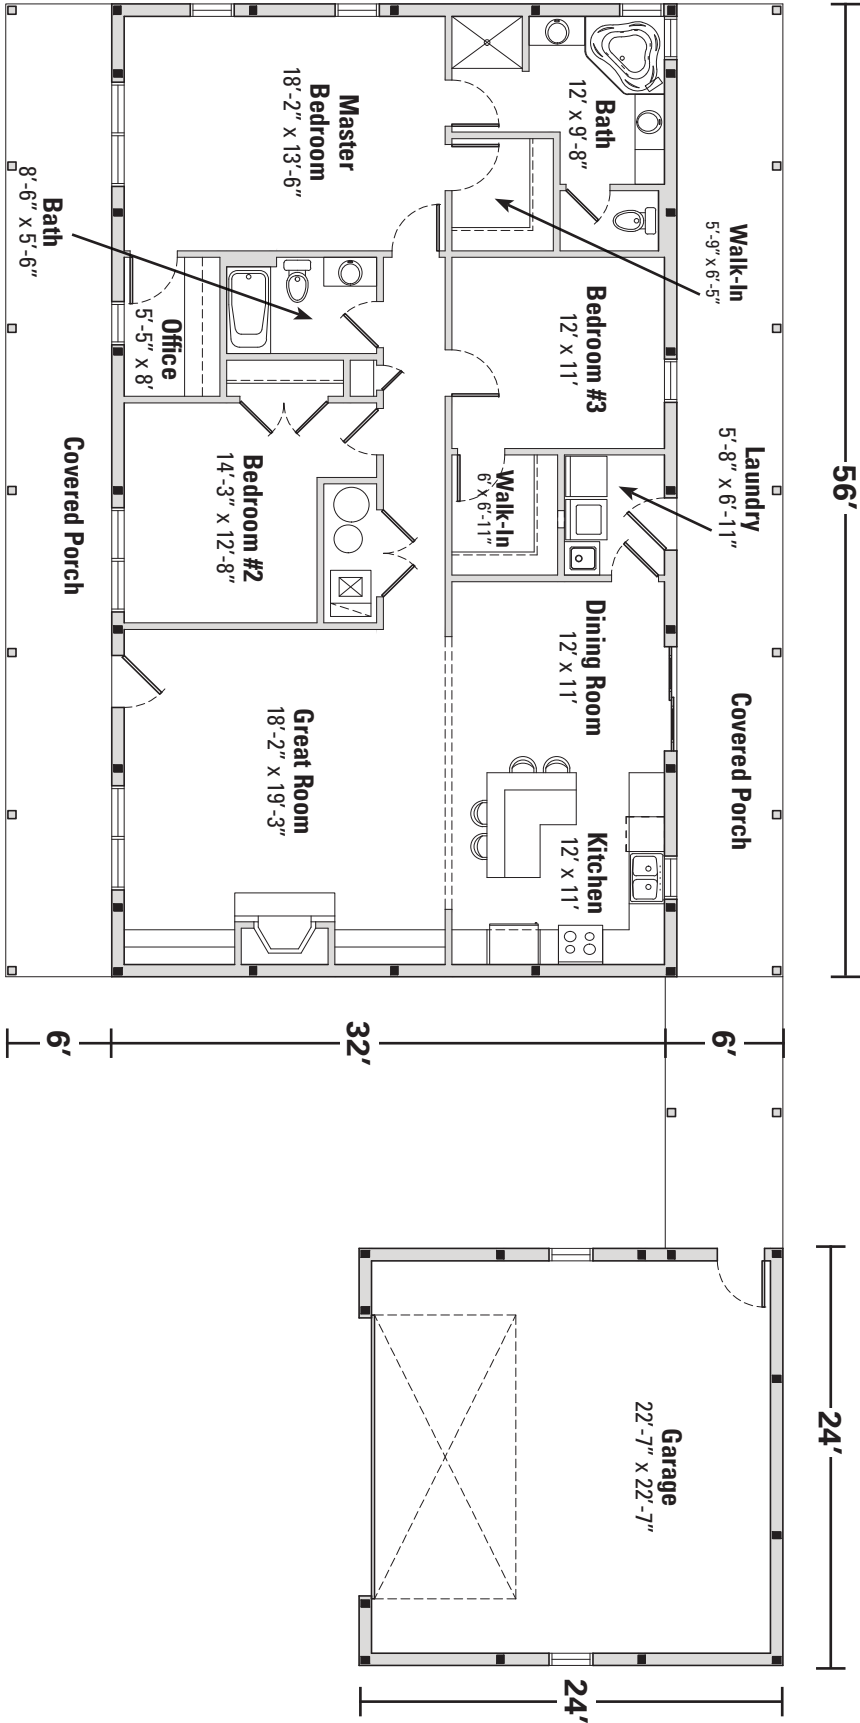 56'
24'
Walk-In
5'-9" x 6'-5"
Laundry
5'-8" x 6'-11"
Covered Porch
6'
Bath
12' x 9'-8"
Bedroom #3
12' x 11'
Walk-In
6' x 6'-11"
Dining Room
12' x 11'
Kitchen
12' x 11'
Garage
22'-7" x 22'-7"
24'
32'
Master
Bedroom
18'-2" x 13'-6"
Great Room
18'-2" x 19'-3"
Bedroom #2
14'-3" x 12'-8"
Office
5'-5" x 8'
Bath
8'-6" x 5'-6"
Covered Porch
6'